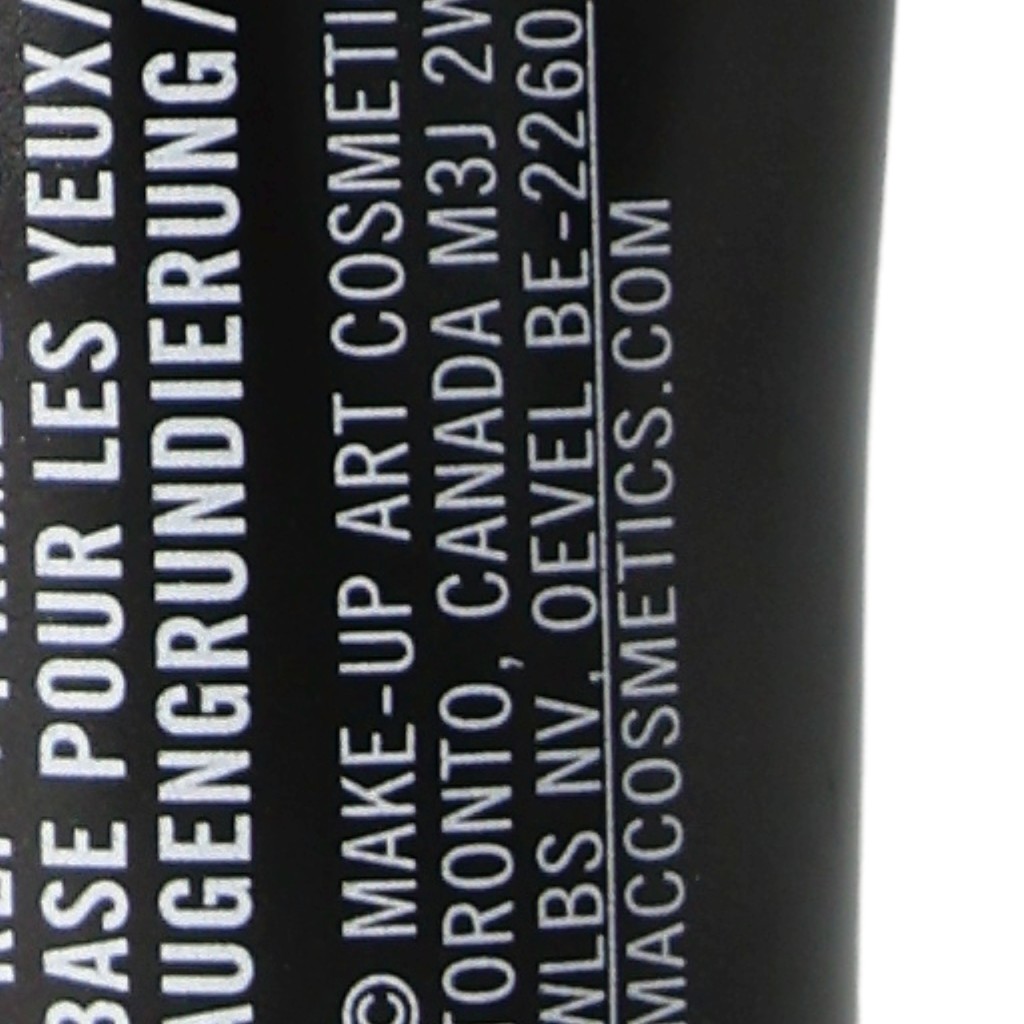 BASE POUR LES YEUX/
AUGENGRUNDIERUNG/
© MAKE-UP ART COSMETI
TORONTO, CANADA M3J 2W
WLBS NV, OEVEL BE-2260
MACCOSMETICS.COM